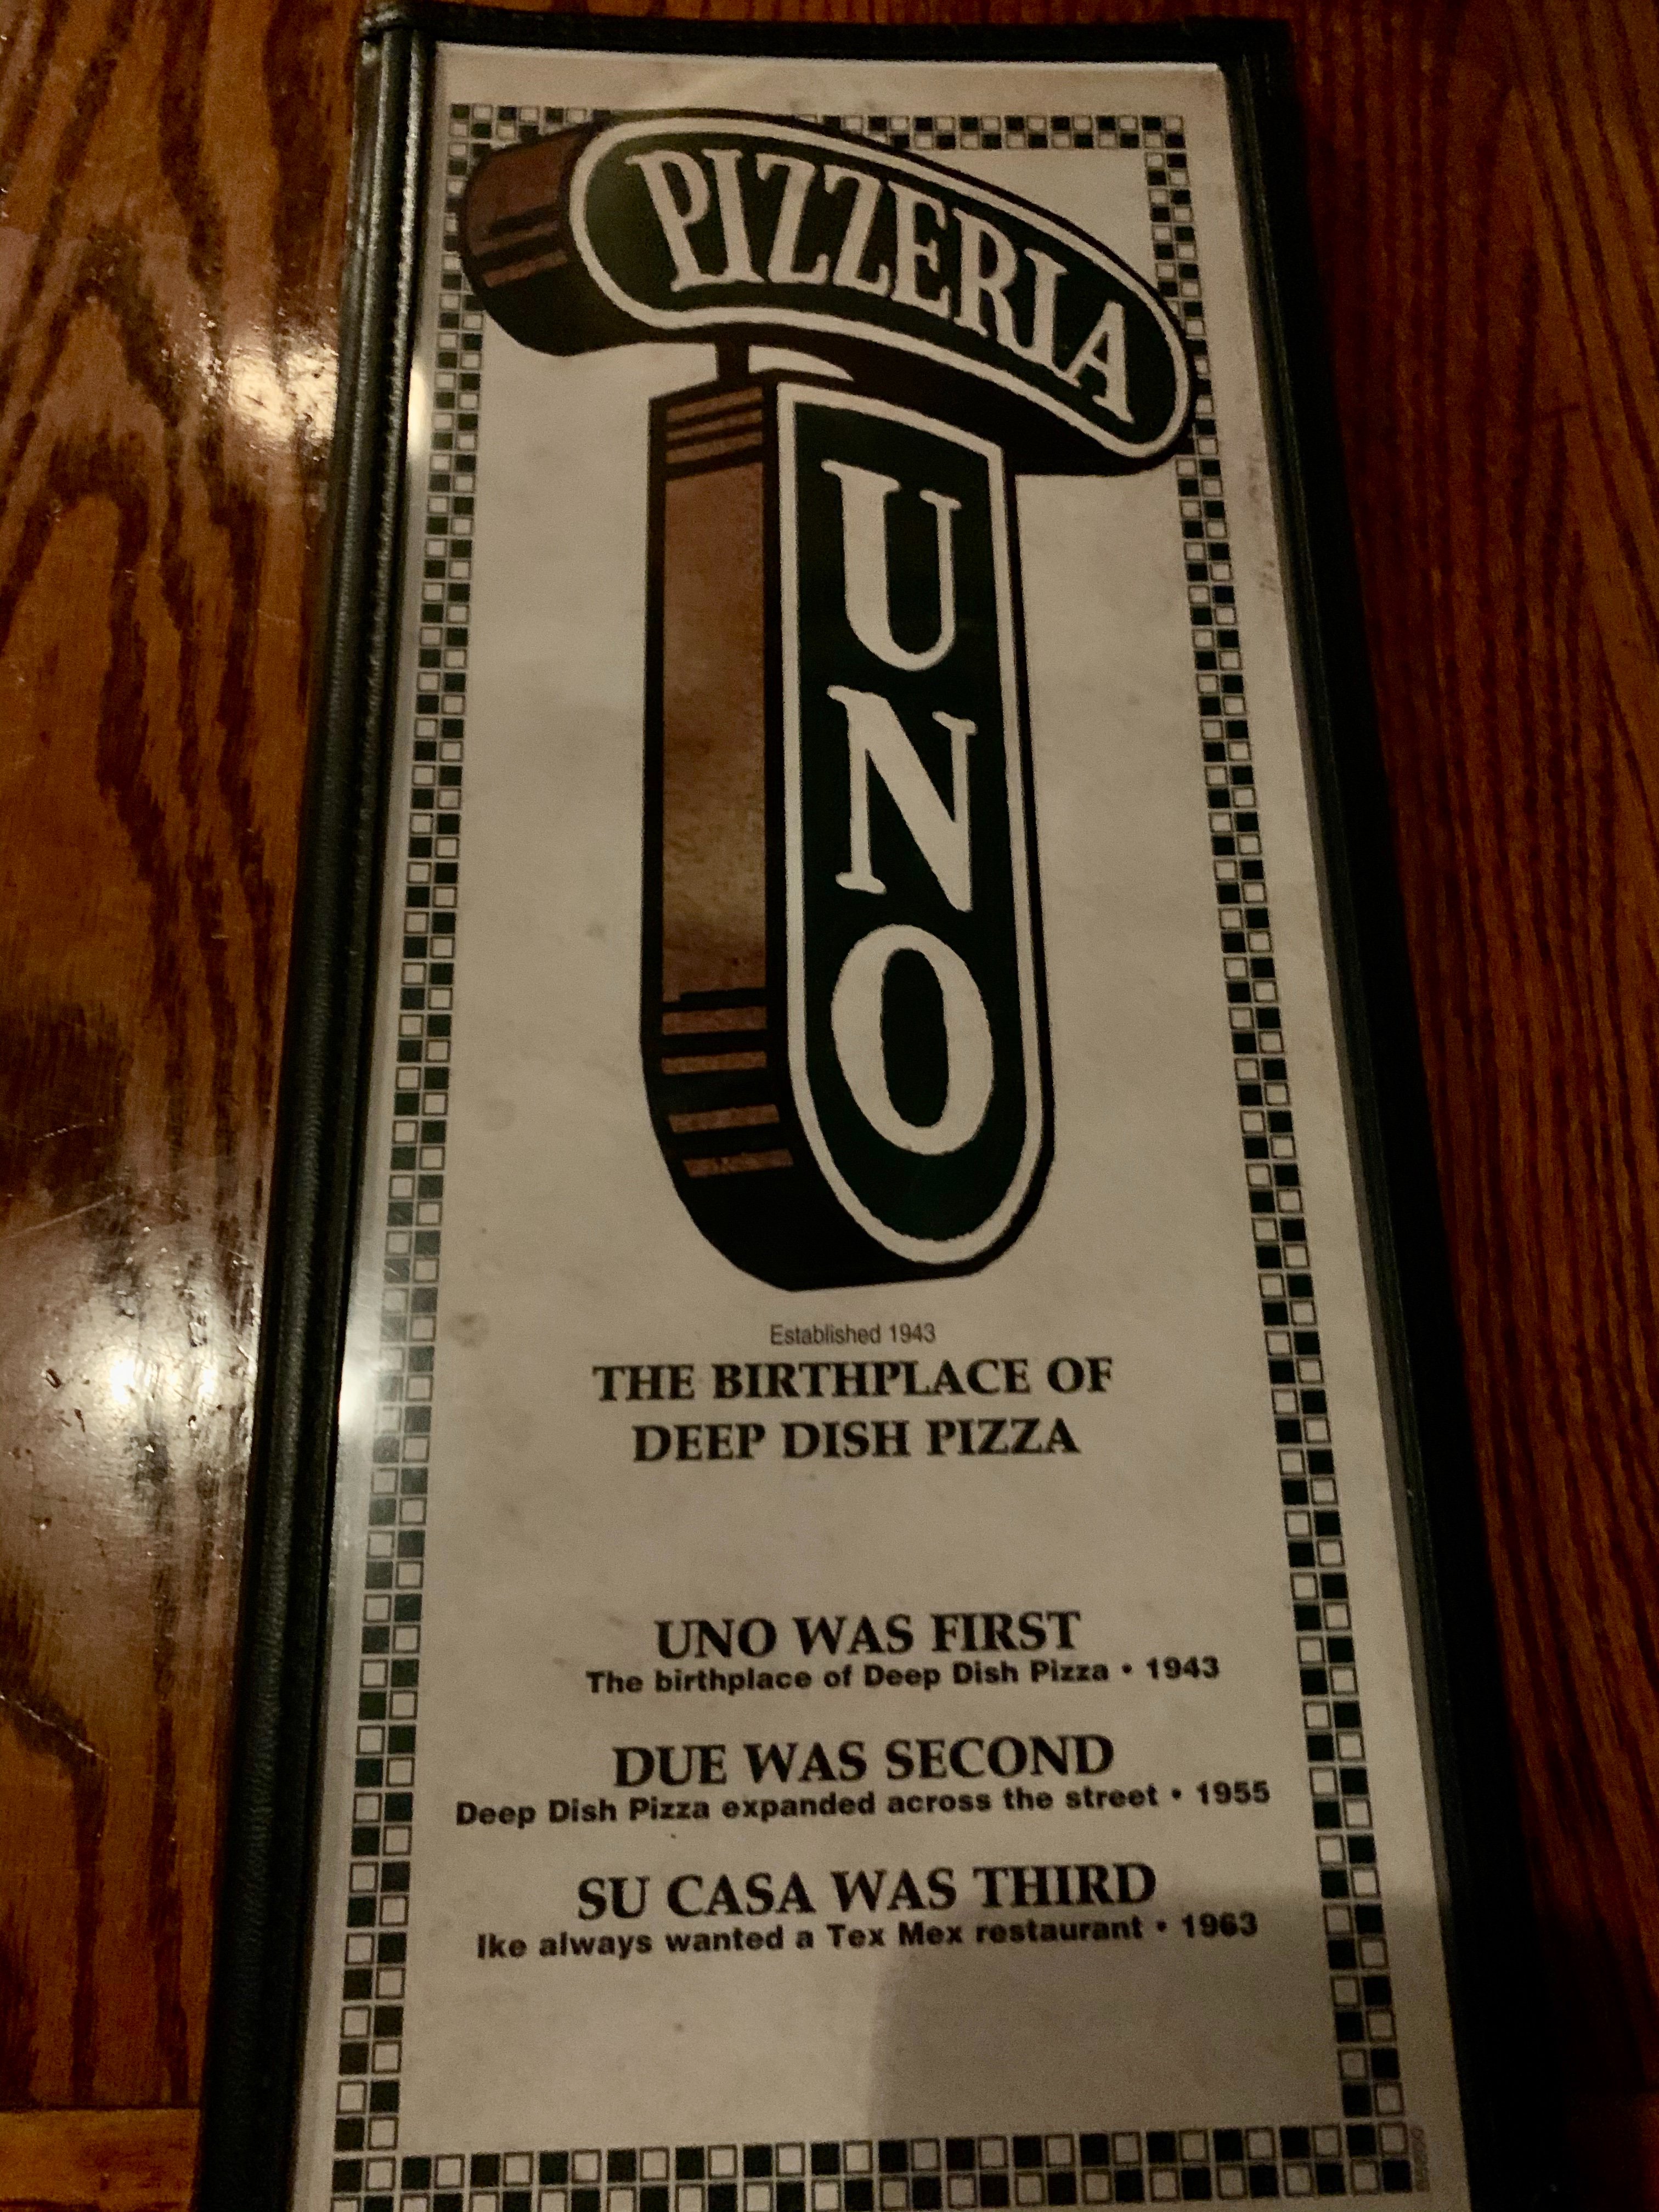 PIZZERIA
UNO
Established 1943
THE BIRTHPLACE OF
DEEP DISH PIZZA
UNO WAS FIRST
The birthplace of Deep Dish Pizza • 1943
DUE WAS SECOND
Deep Dish Pizza expanded across the street • 1955
SU CASA WAS THIRD
Ike always wanted a Tex Mex restaurant • 1963